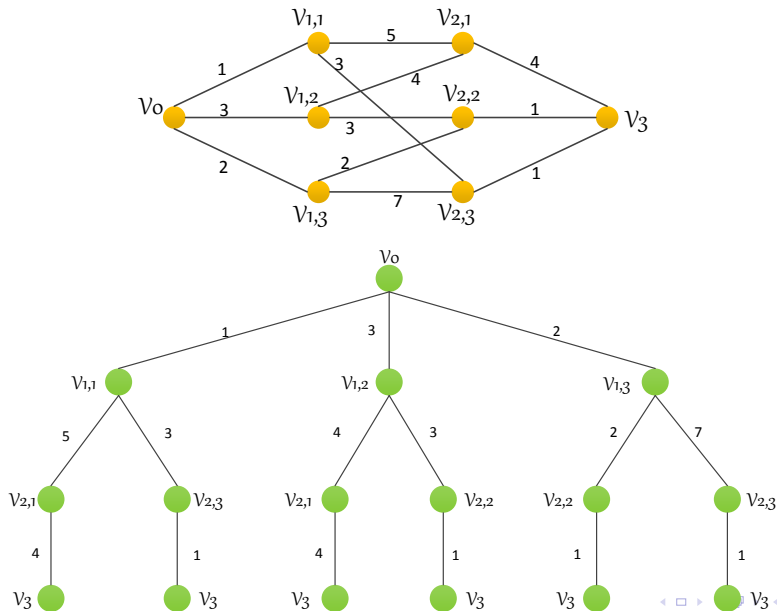 V1,1 5 V2,1
1 3 4
4
V0 3 V1,2 V2,2 1 V3
3
2 2 1
7
V1,3 V2,3
V0
1 3 2
V1,1 V1,2 V1,3
5 3 4 3 2 7
V2,1 V2,3 V2,1 V2,2 V2,2 V2,3
4 1 4 1 1 1
V3 V3 V3 V3 V3 V3